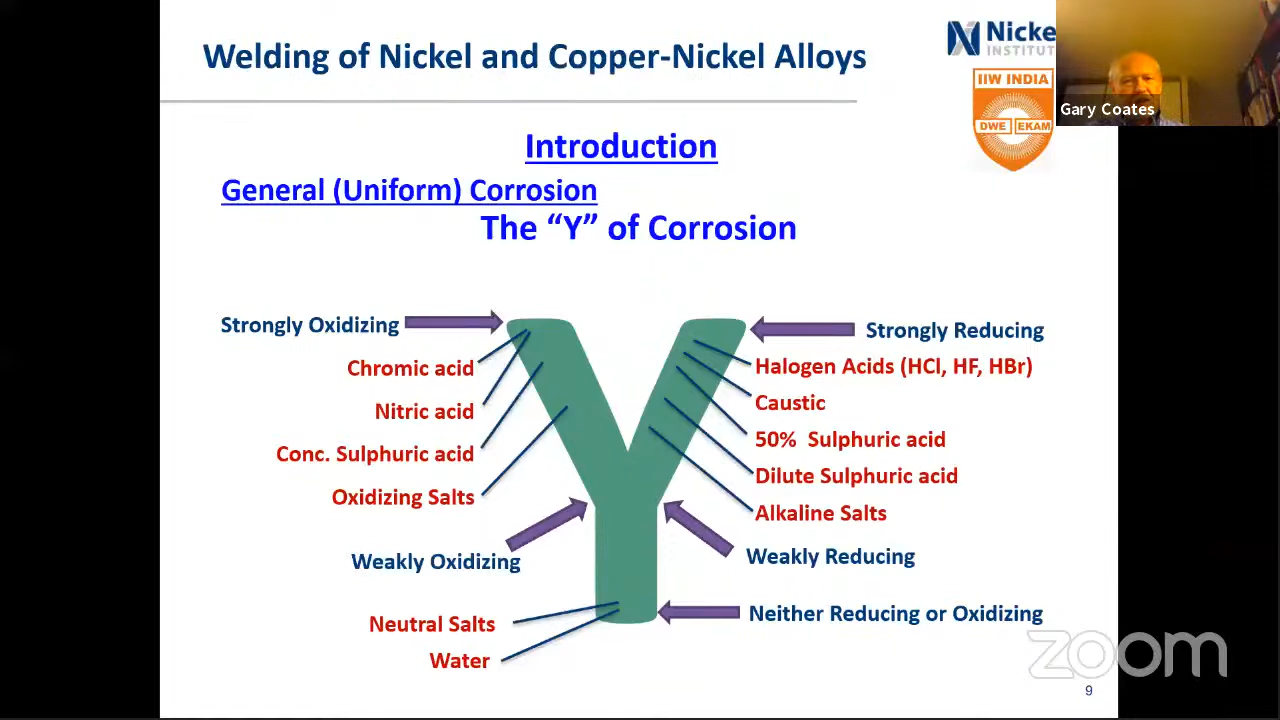 Welding of Nickel and Copper-Nickel Alloys
Nicke
INSTITUT
IIW INDIA
DWE EKAM
Gary Coates
Introduction
General (Uniform) Corrosion
The “Y” of Corrosion
Strongly Oxidizing
Chromic acid
Nitric acid
Conc. Sulphuric acid
Oxidizing Salts
Weakly Oxidizing
Neutral Salts
Water
Strongly Reducing
Halogen Acids (HCl, HF, HBr)
Caustic
50% Sulphuric acid
Dilute Sulphuric acid
Alkaline Salts
Weakly Reducing
Neither Reducing or Oxidizing
zoom
9